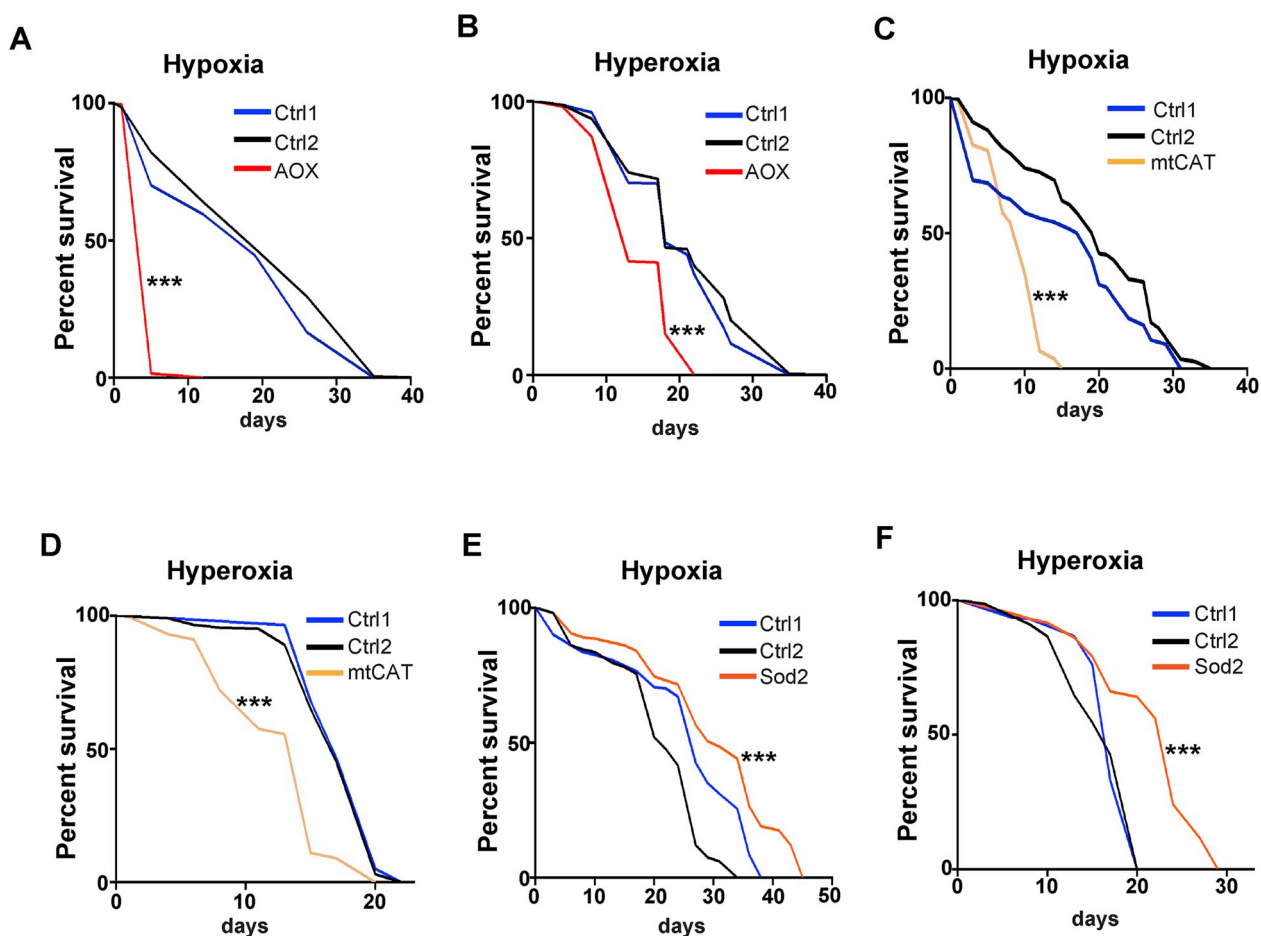 A
Hypoxia
Percent survival
100
50
0
Ctrl1
Ctrl2
AOX
***
0 10 20 30 40
days
B
Hyperoxia
Percent survival
100
50
0
Ctrl1
Ctrl2
AOX
***
0 10 20 30 40
days
C
Hypoxia
Percent survival
100
50
0
Ctrl1
Ctrl2
mtCAT
***
0 10 20 30 40
days
D
Hyperoxia
Percent survival
100
50
0
Ctrl1
Ctrl2
mtCAT
***
0 10 20
days
E
Hypoxia
Percent survival
100
50
0
Ctrl1
Ctrl2
Sod2
***
0 10 20 30 40 50
days
F
Hyperoxia
Percent survival
100
50
0
Ctrl1
Ctrl2
Sod2
***
0 10 20 30
days